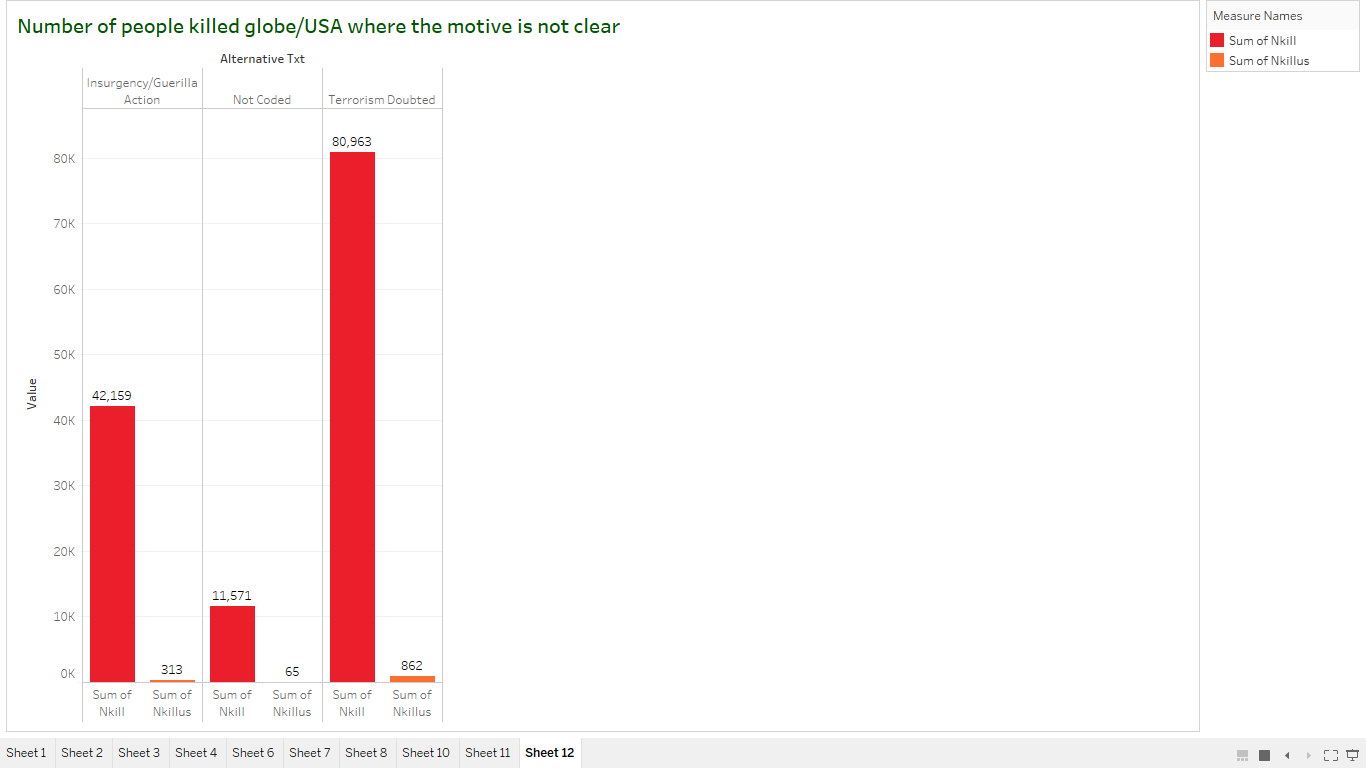 Number of people killed globe/USA where the motive is not clear
Alternative Txt
Insurgency/Guerilla
Action
Not Coded
Terrorism Doubted
80,963
80K
70K
60K
50K
Value
42,159
40K
30K
20K
11,571
10K
313
65
862
0K
Sum of
Nkill
Sum of
Nkillus
Sum of
Nkill
Sum of
Nkillus
Sum of
Nkill
Sum of
Nkillus
Measure Names
Sum of Nkill
Sum of Nkillus
Sheet 1 Sheet 2 Sheet 3 Sheet 4 Sheet 6 Sheet 7 Sheet 8 Sheet 10 Sheet 11 Sheet 12